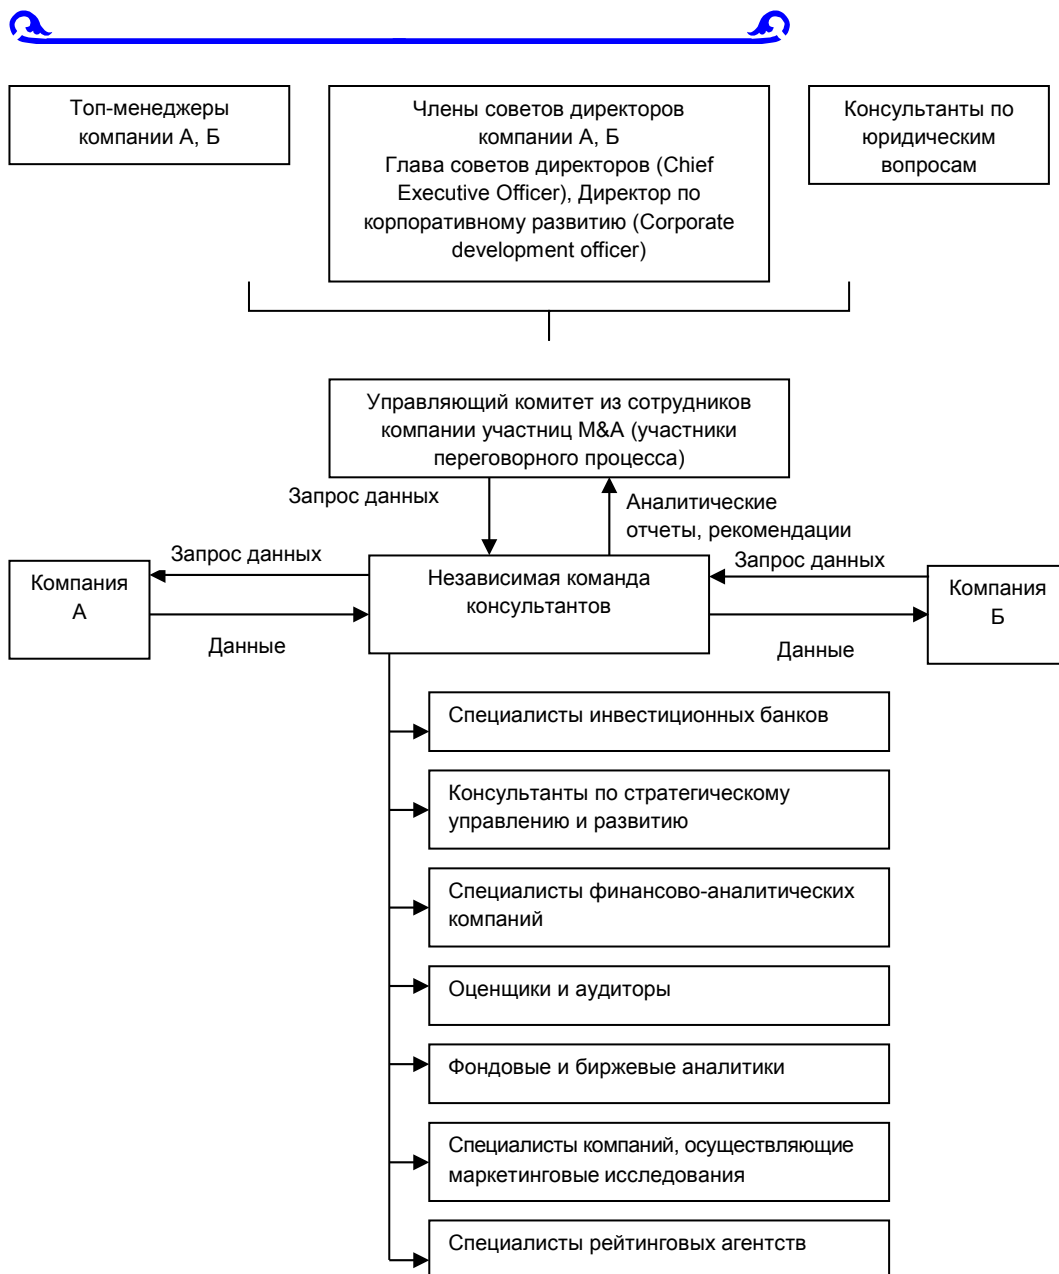 Топ-менеджеры
компании А, Б
Члены советов директоров
компании А, Б
Глава советов директоров (Chief
Executive Officer), Директор по
корпоративному развитию (Corporate
development officer)
Консультанты по
юридическим
вопросам
Управляющий комитет из сотрудников
компании участниц M&A (участники
переговорного процесса)
Запрос данных
Аналитические
отчеты, рекомендации
Запрос данных
Запрос данных
Компания
А
Независимая команда
консультантов
Компания
Б
Данные
Данные
Специалисты инвестиционных банков
Консультанты по стратегическому
управлению и развитию
Специалисты финансово-аналитических
компаний
Оценщики и аудиторы
Фондовые и биржевые аналитики
Специалисты компаний, осуществляющие
маркетинговые исследования
Специалисты рейтинговых агентств